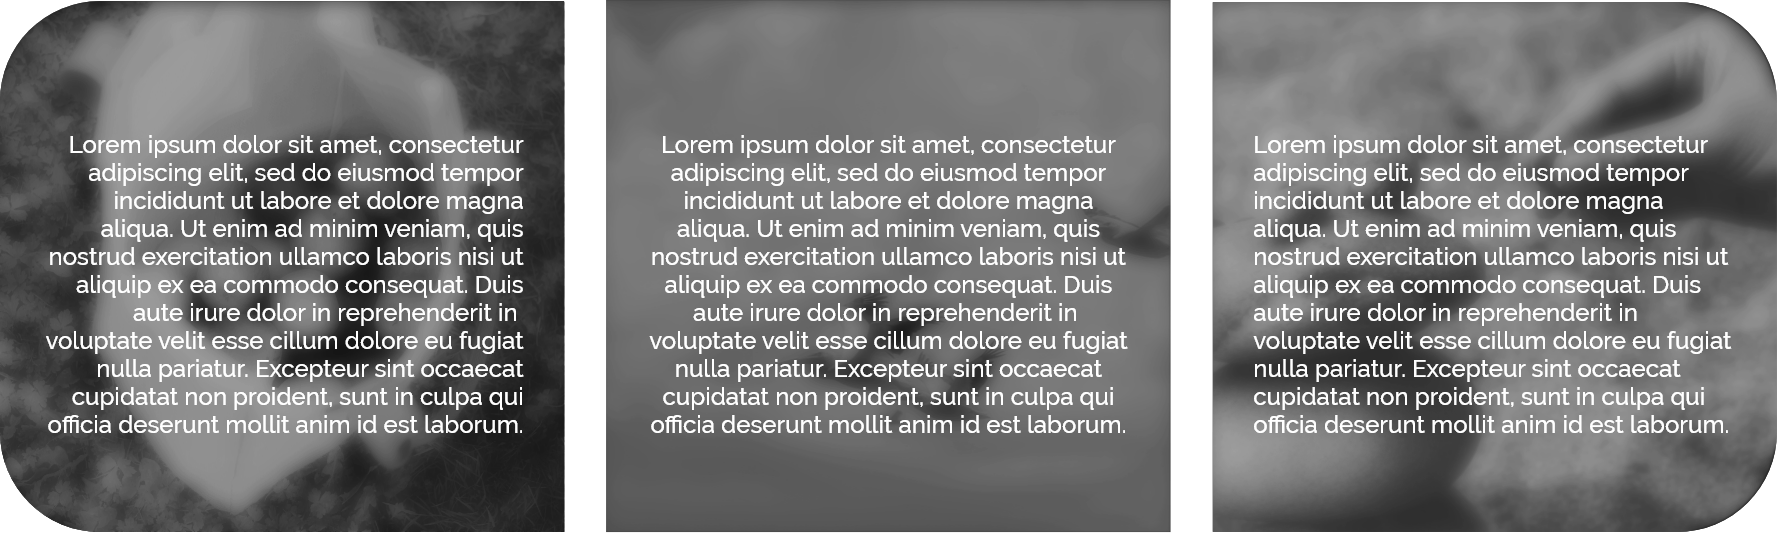 Lorem ipsum dolor sit amet, consectetur
adipiscing elit, sed do eiusmod tempor
incididunt ut labore et dolore magna
aliqua. Ut enim ad minim veniam, quis
nostrud exercitation ullamco laboris nisi ut
aliquip ex ea commodo consequat. Duis
aute irure dolor in reprehenderit in
voluptate velit esse cillum dolore eu fugiat
nulla pariatur. Excepteur sint occaecat
cupidatat non proident, sunt in culpa qui
officia deserunt mollit anim id est laborum.
Lorem ipsum dolor sit amet, consectetur
adipiscing elit, sed do eiusmod tempor
incididunt ut labore et dolore magna
aliqua. Ut enim ad minim veniam, quis
nostrud exercitation ullamco laboris nisi ut
aliquip ex ea commodo consequat. Duis
aute irure dolor in reprehenderit in
voluptate velit esse cillum dolore eu fugiat
nulla pariatur. Excepteur sint occaecat
cupidatat non proident, sunt in culpa qui
officia deserunt mollit anim id est laborum.
Lorem ipsum dolor sit amet, consectetur
adipiscing elit, sed do eiusmod tempor
incididunt ut labore et dolore magna
aliqua. Ut enim ad minim veniam, quis
nostrud exercitation ullamco laboris nisi ut
aliquip ex ea commodo consequat. Duis
aute irure dolor in reprehenderit in
voluptate velit esse cillum dolore eu fugiat
nulla pariatur. Excepteur sint occaecat
cupidatat non proident, sunt in culpa qui
officia deserunt mollit anim id est laborum.